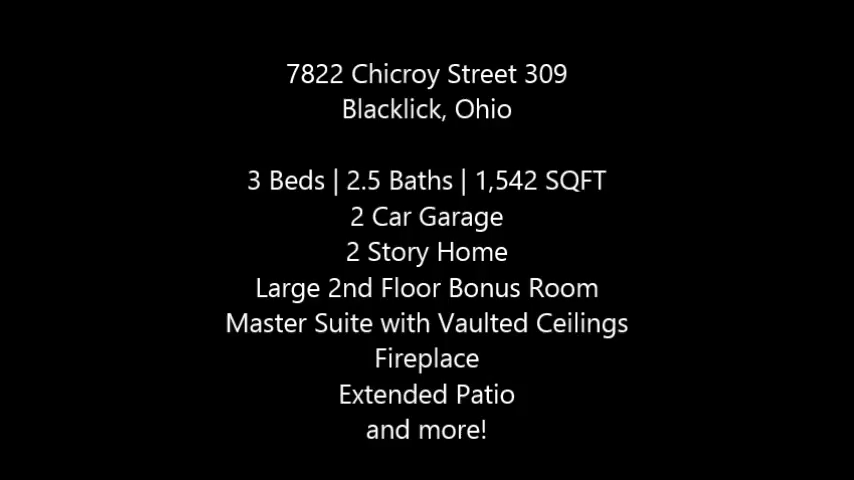 7822 Chicroy Street 309
Blacklick, Ohio
3 Beds | 2.5 Baths | 1,542 SQFT
2 Car Garage
2 Story Home
Large 2nd Floor Bonus Room
Master Suite with Vaulted Ceilings
Fireplace
Extended Patio
and more!